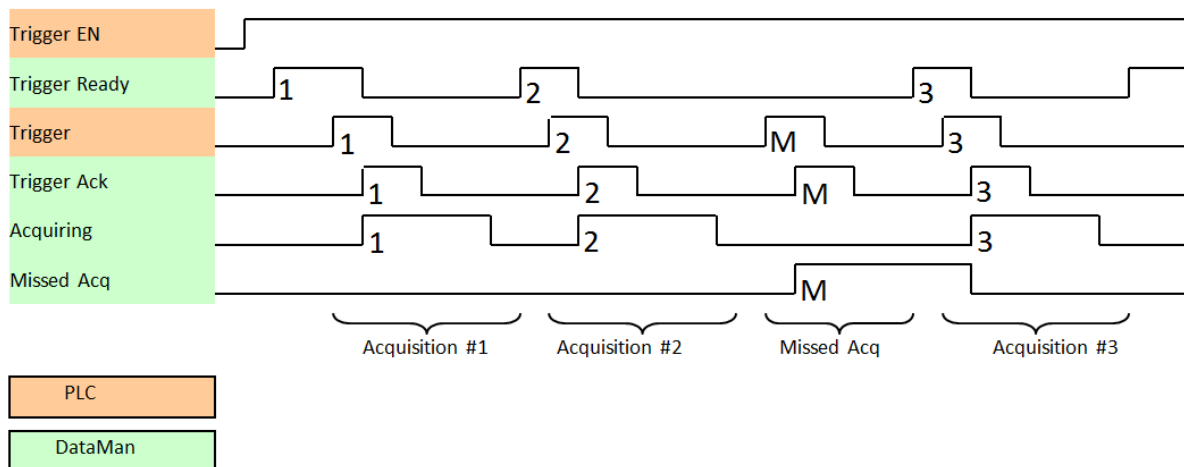 Trigger EN
Trigger Ready
1 2 3
Trigger
1 2 M 3
Trigger Ack
1 2 M 3
Acquiring
1 2 3
Missed Acq
M
Acquisition #1 Acquisition #2 Missed Acq Acquisition #3
PLC
DataMan